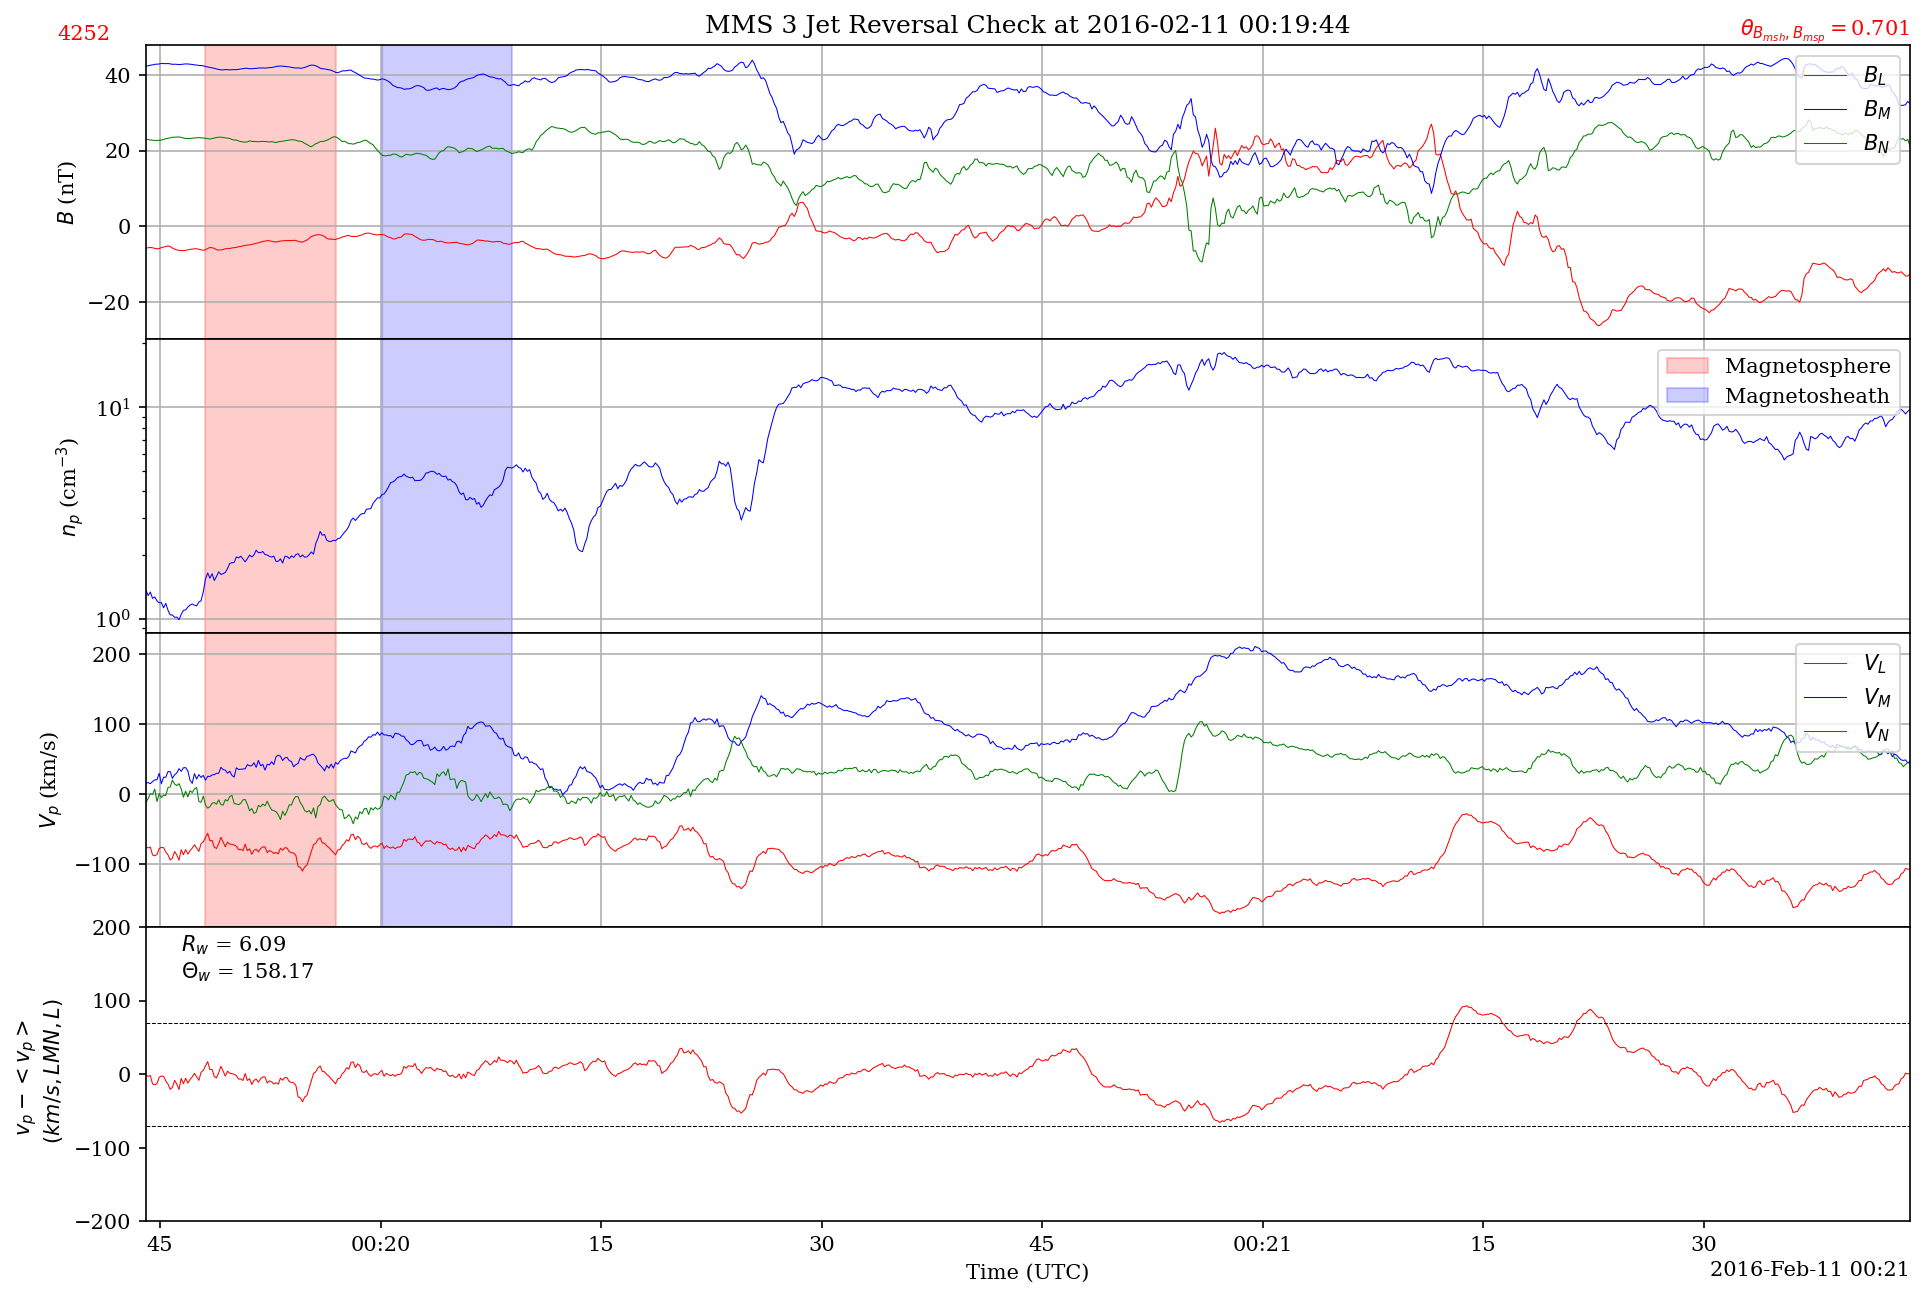 4252
MMS 3 Jet Reversal Check at 2016-02-11 00:19:44
θ_{B_{msh}, B_{msp}} = 0.701
B (nT)
40
20
0
−20
B_L
B_M
B_N
n_p (cm^{−3})
10^1
10^0
Magnetosphere
Magnetosheath
V_p (km/s)
200
100
0
−100
V_L
V_M
V_N
v_p − < v_p >
(km/s, LMN, L)
200
100
0
−100
−200
R_w = 6.09
Θ_w = 158.17
45
00:20
15
30
45
00:21
15
30
Time (UTC)
2016-Feb-11 00:21